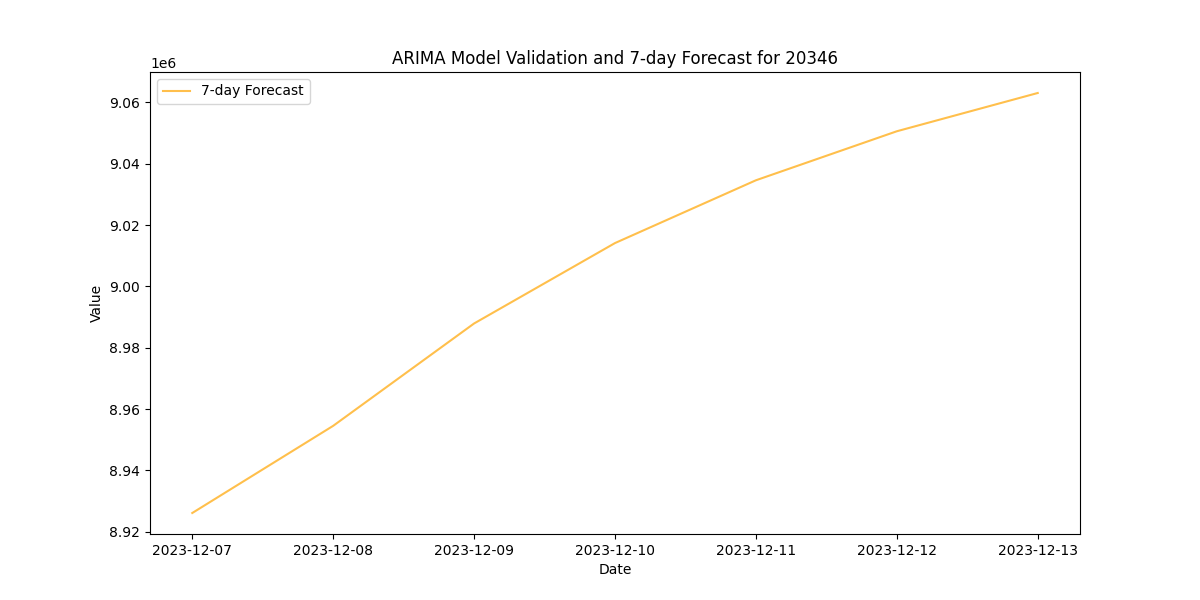 ARIMA Model Validation and 7-day Forecast for 20346
1e6
7-day Forecast
9.06
9.04
9.02
9.00
8.98
8.96
8.94
8.92
Value
2023-12-07 2023-12-08 2023-12-09 2023-12-10 2023-12-11 2023-12-12 2023-12-13
Date